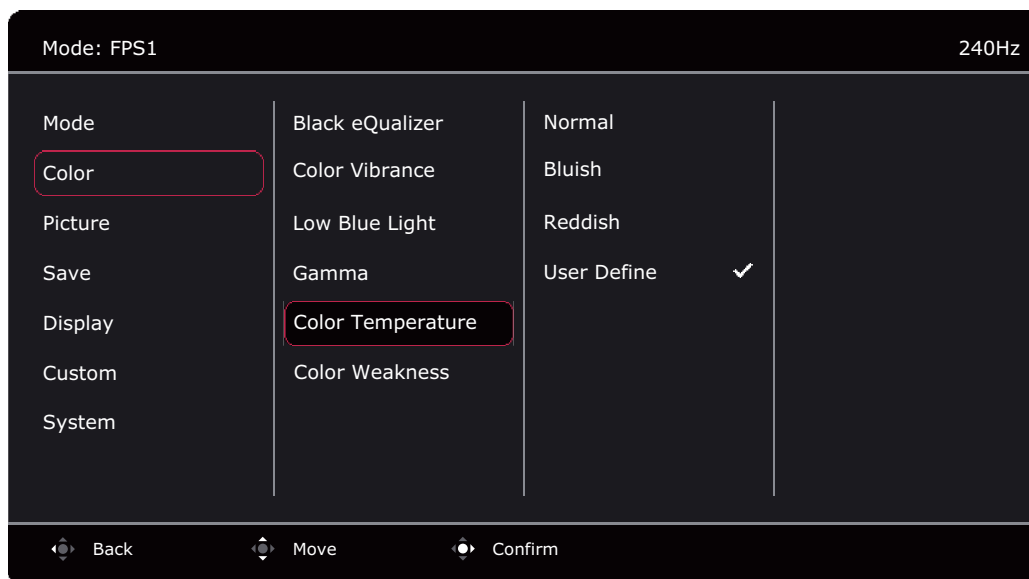 Mode: FPS1
240Hz
Mode
Color
Picture
Save
Display
Custom
System
Black eQualizer
Color Vibrance
Low Blue Light
Gamma
Color Temperature
Color Weakness
Normal
Bluish
Reddish
User Define
Back
Move
Confirm